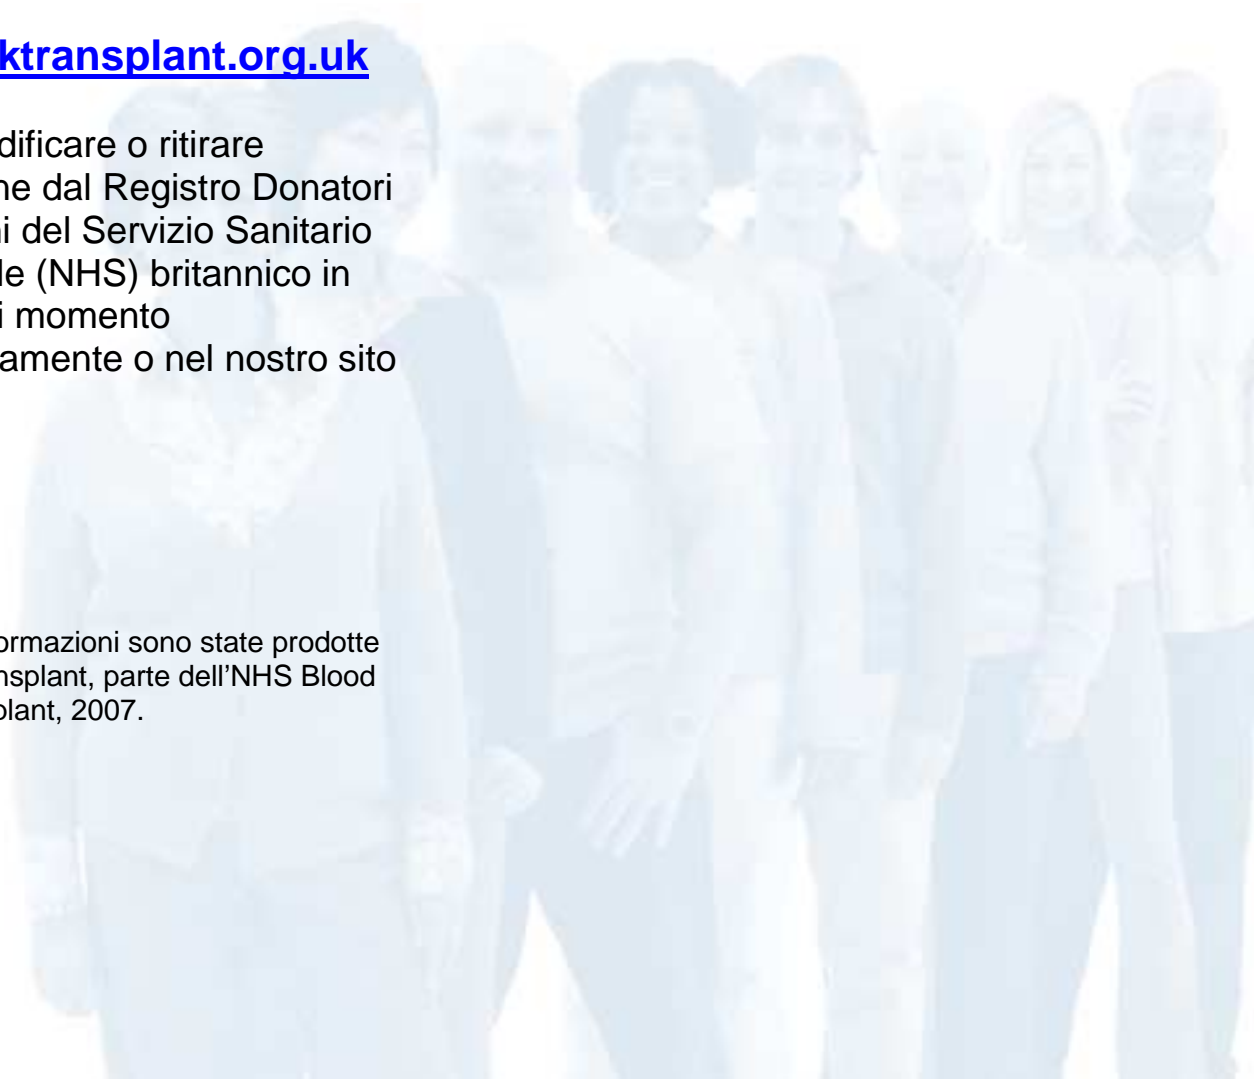 ktransplant.org.uk
dificare o ritirare
ne dal Registro Donatori
ni del Servizio Sanitario
le (NHS) britannico in
i momento
amente o nel nostro sito
ormazioni sono state prodotte
nsplant, parte dell’NHS Blood
plant, 2007.